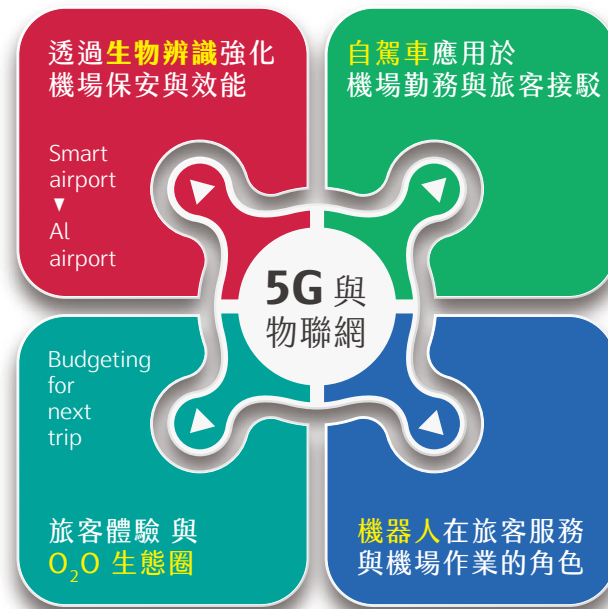 透過生物辨識強化
機場保安與效能
Smart
airport
▼
AI
airport
自駕車應用於
機場勤務與旅客接駁
5G 與
物聯網
Budgeting
for
next
trip
旅客體驗 與
O₂O 生態圈
機器人在旅客服務
與機場作業的角色